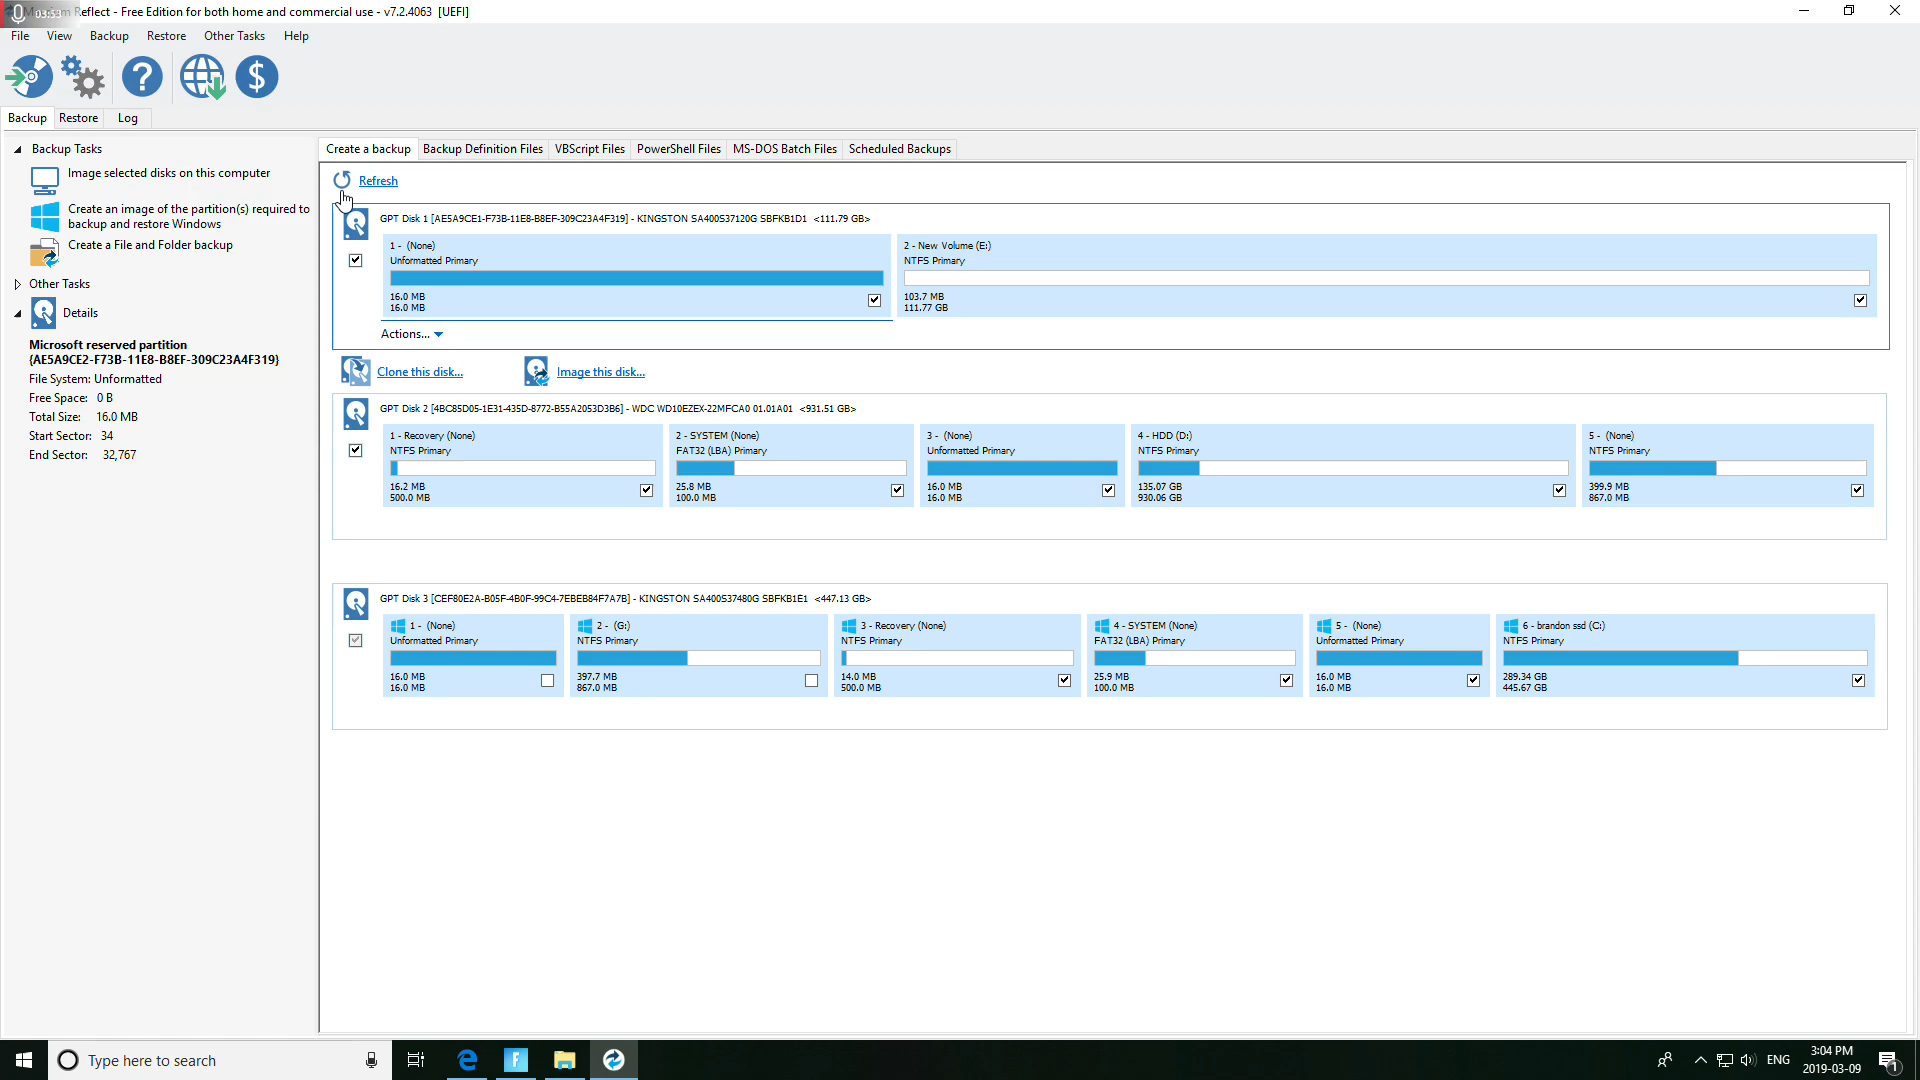 03:53
Reflect - Free Edition for both home and commercial use - v7.2.4063 [UEFI]
File View Backup Restore Other Tasks Help
Backup Restore Log
Backup Tasks
Image selected disks on this computer
Create an image of the partition(s) required to
backup and restore Windows
Create a File and Folder backup
Other Tasks
Details
Microsoft reserved partition
{AE5A9CE2-F73B-11E8-B8EF-309C23A4F319}
File System: Unformatted
Free Space: 0 B
Total Size: 16.0 MB
Start Sector: 34
End Sector: 32,767
Create a backup Backup Definition Files VBScript Files PowerShell Files MS-DOS Batch Files Scheduled Backups
Refresh
GPT Disk 1 [AE5A9CE1-F73B-11E8-B8EF-309C23A4F319] - KINGSTON SA400S37120G SBFKB1D1 <111.79 GB>
1 - (None)
Unformatted Primary
16.0 MB
16.0 MB
2 - New Volume (E:)
NTFS Primary
103.7 MB
111.77 GB
Actions...
Clone this disk... Image this disk...
GPT Disk 2 [4BC85D05-1E31-435D-8772-B55A2053D3B6] - WDC WD10EZEX-22MFCA0 01.01A01 <931.51 GB>
1 - Recovery (None)
NTFS Primary
16.2 MB
500.0 MB
2 - SYSTEM (None)
FAT32 (LBA) Primary
25.8 MB
100.0 MB
3 - (None)
Unformatted Primary
16.0 MB
16.0 MB
4 - HDD (D:)
NTFS Primary
135.07 GB
930.06 GB
5 - (None)
NTFS Primary
399.9 MB
867.0 MB
GPT Disk 3 [CEF80E2A-B05F-4B0F-99C4-7EBEB84F7A7B] - KINGSTON SA400S37480G SBFKB1E1 <447.13 GB>
1 - (None)
Unformatted Primary
16.0 MB
16.0 MB
2 - (G:)
NTFS Primary
397.7 MB
867.0 MB
3 - Recovery (None)
NTFS Primary
14.0 MB
500.0 MB
4 - SYSTEM (None)
FAT32 (LBA) Primary
25.9 MB
100.0 MB
5 - (None)
Unformatted Primary
16.0 MB
16.0 MB
6 - brandon ssd (C:)
NTFS Primary
289.34 GB
445.67 GB
Type here to search
ENG
3:04 PM
2019-03-09
1